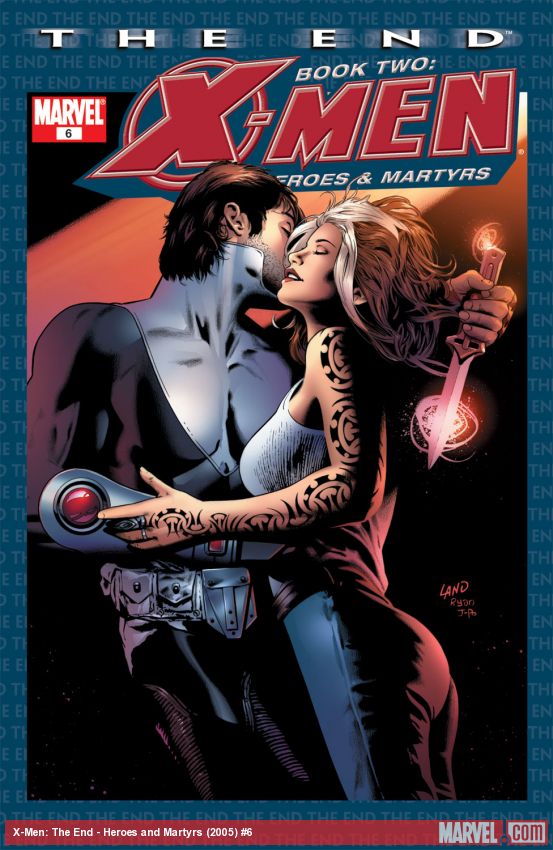 THE END™
BOOK TWO:
X-MEN®
EROES & MARTYRS
MARVEL®
6
LAND
Ryan
J-Po
X-Men: The End - Heroes and Martyrs (2005) #6
MARVEL.COM